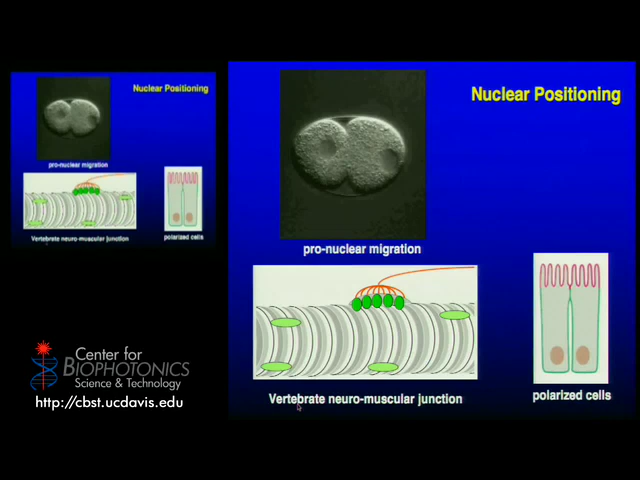 Nuclear Positioning
pro-nuclear migration
Vertebrate neuro-muscular junction
polarized cells
Center for
BIOPHOTONICS
Science & Technology
http://cbst.ucdavis.edu
Nuclear Positioning
pro-nuclear migration
Vertebrate neuro-muscular junction
polarized cells